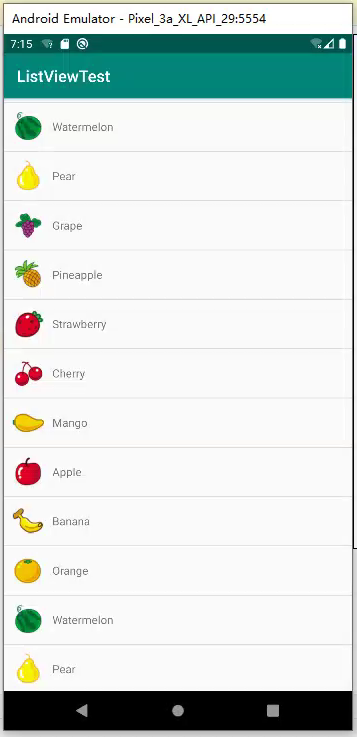 Android Emulator - Pixel_3a_XL_API_29:5554
7:15
ListViewTest
Watermelon
Pear
Grape
Pineapple
Strawberry
Cherry
Mango
Apple
Banana
Orange
Watermelon
Pear